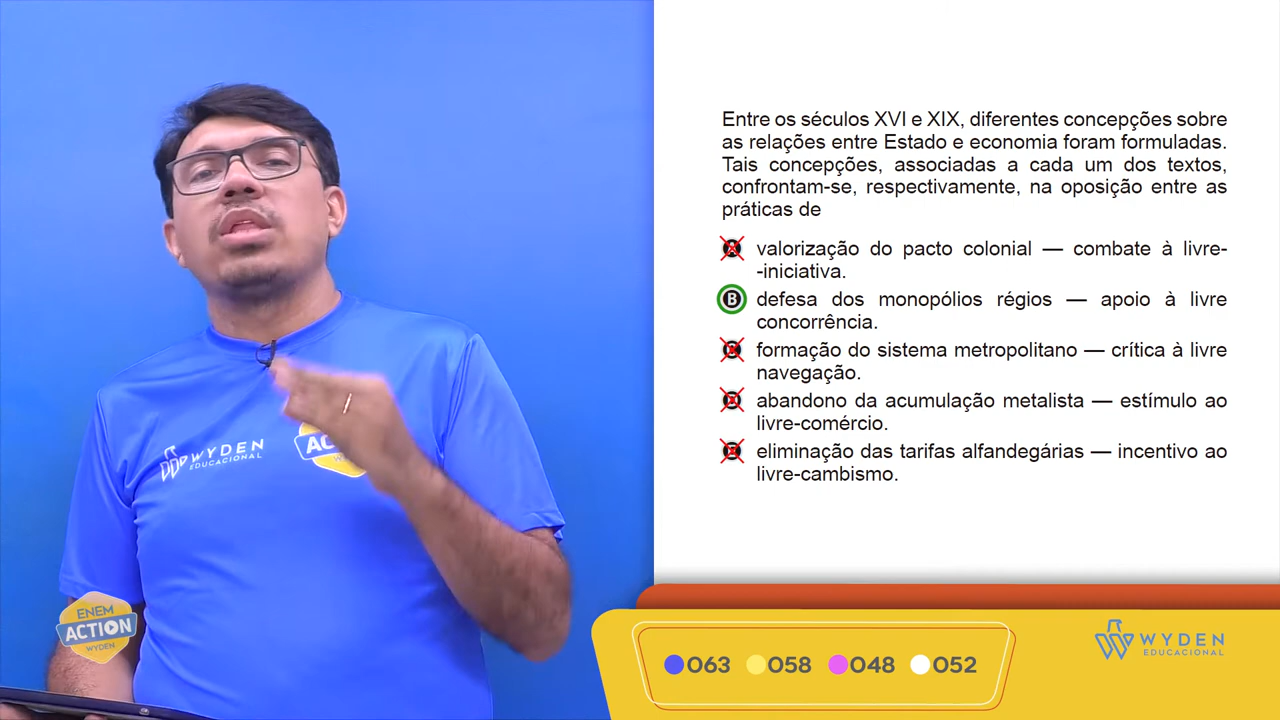 Entre os séculos XVI e XIX, diferentes concepções sobre
as relações entre Estado e economia foram formuladas.
Tais concepções, associadas a cada um dos textos,
confrontam-se, respectivamente, na oposição entre as
práticas de
valorização do pacto colonial — combate à livre-
-iniciativa.
B defesa dos monopólios régios — apoio à livre
concorrência.
formação do sistema metropolitano — crítica à livre
navegação.
abandono da acumulação metalista — estímulo ao
livre-comércio.
eliminação das tarifas alfandegárias — incentivo ao
livre-cambismo.
WYDEN
EDUCACIONAL
AC
ENEM
ACTION
WYDEN
063 058 048 052
WYDEN
EDUCACIONAL